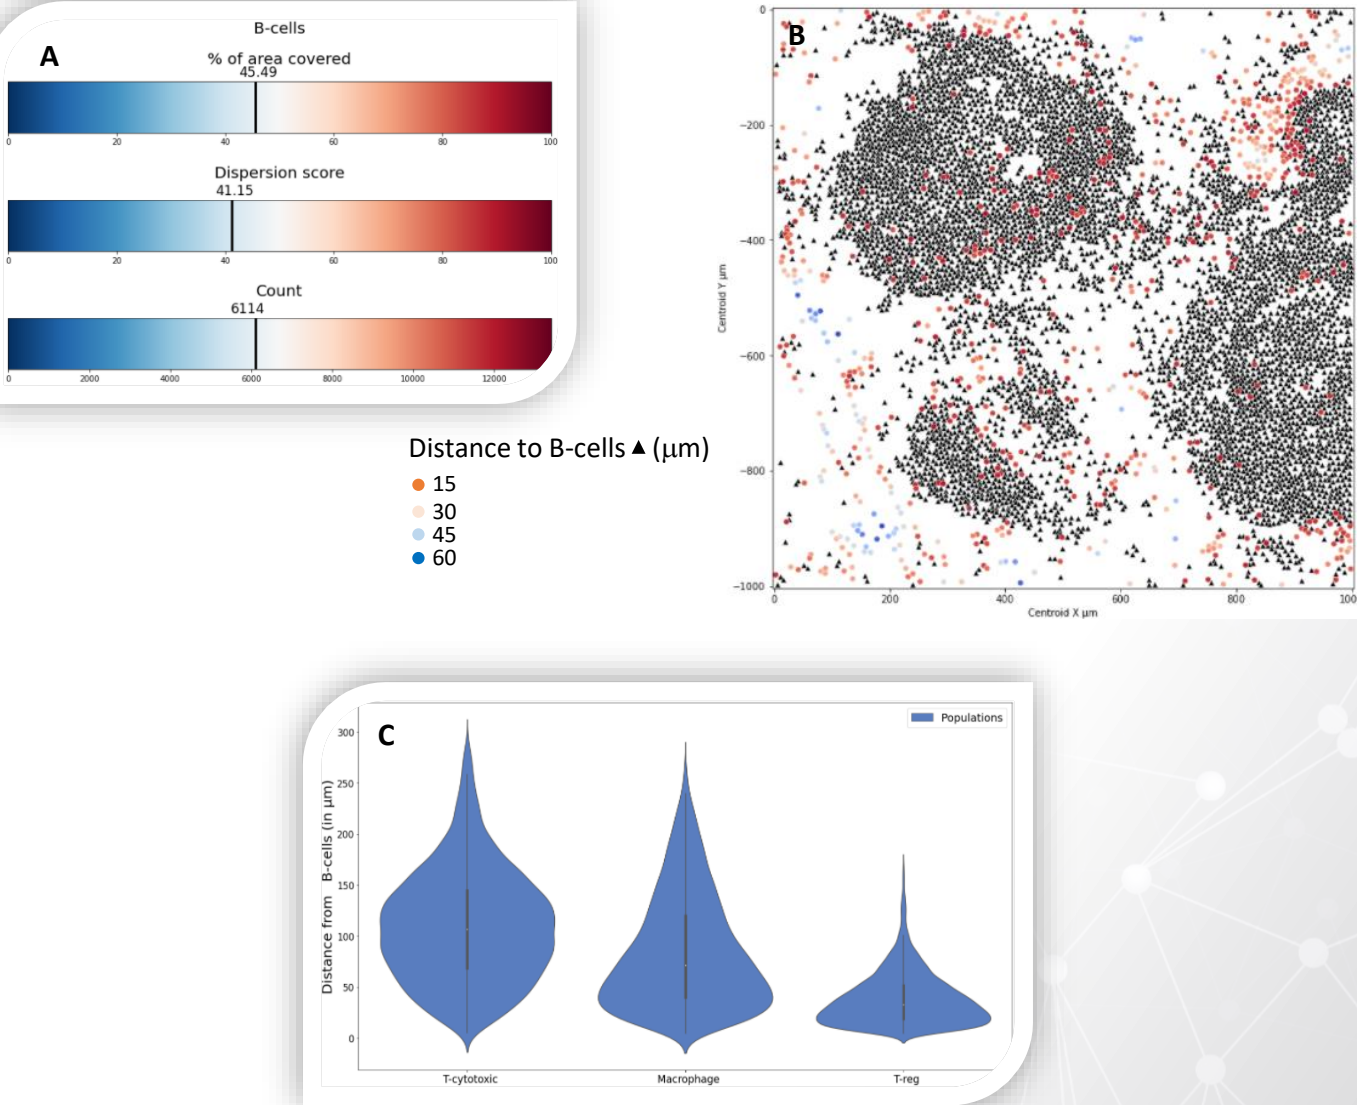 A
B-cells
% of area covered
45.49
0 20 40 60 80 100
Dispersion score
41.15
0 20 40 60 80 100
Count
6114
0 2000 4000 6000 8000 10000 12000
B
0
−200
−400
−600
−800
−1000
Centroid Y µm
0 200 400 600 800 100
Centroid X µm
Distance to B-cells ▲ (µm)
15
30
45
60
C
Populations
300
250
200
150
100
50
0
Distance from B-cells (in µm)
T-cytotoxic Macrophage T-reg